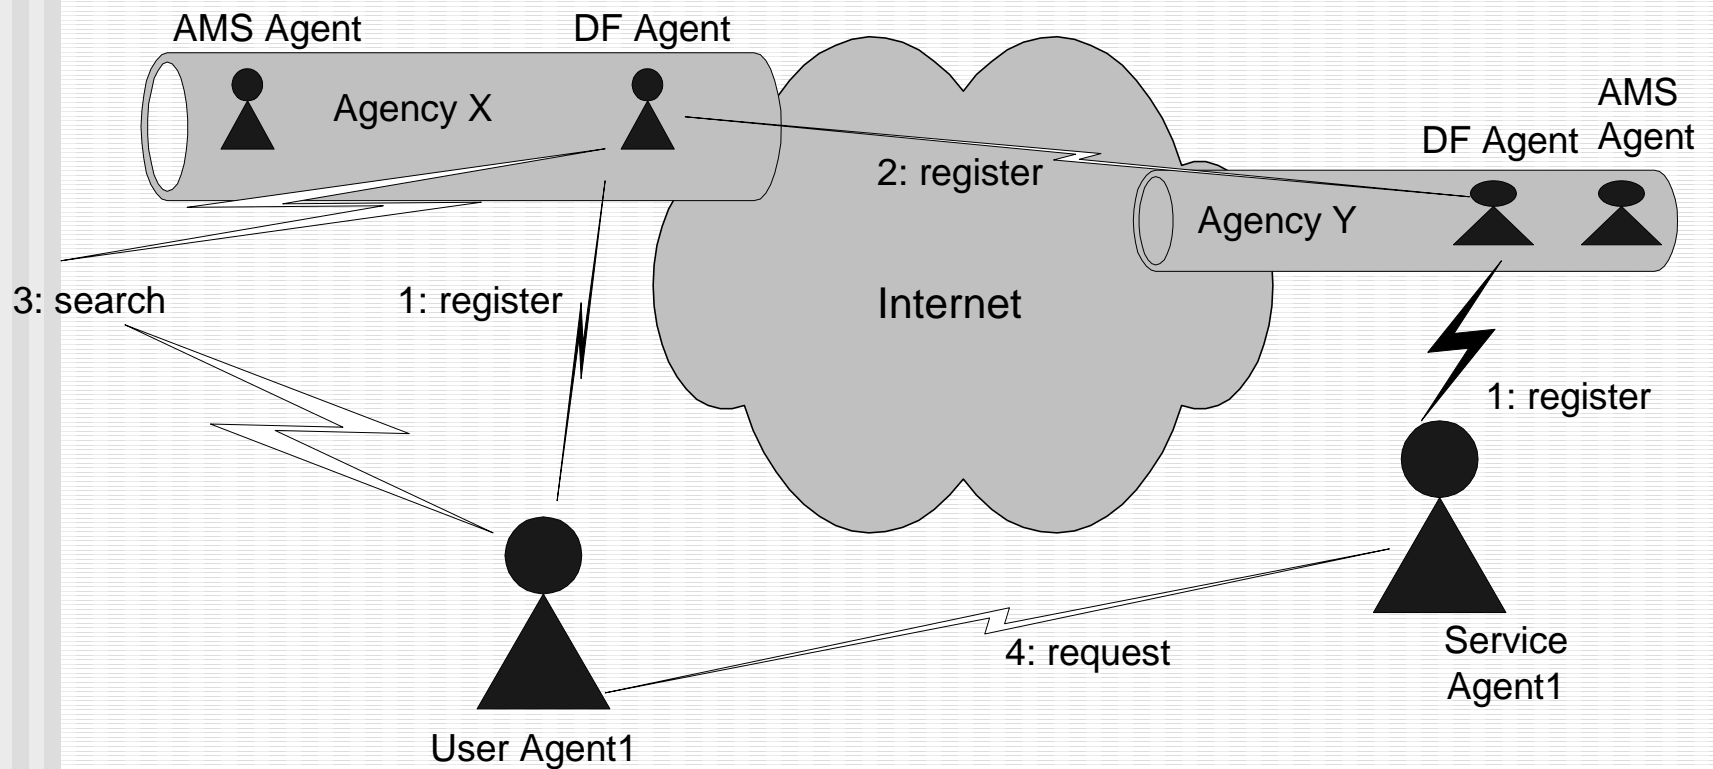 AMS Agent
DF Agent
AMS
Agent
DF Agent
Agency X
2: register
Agency Y
3: search
1: register
Internet
1: register
4: request
Service
Agent1
User Agent1